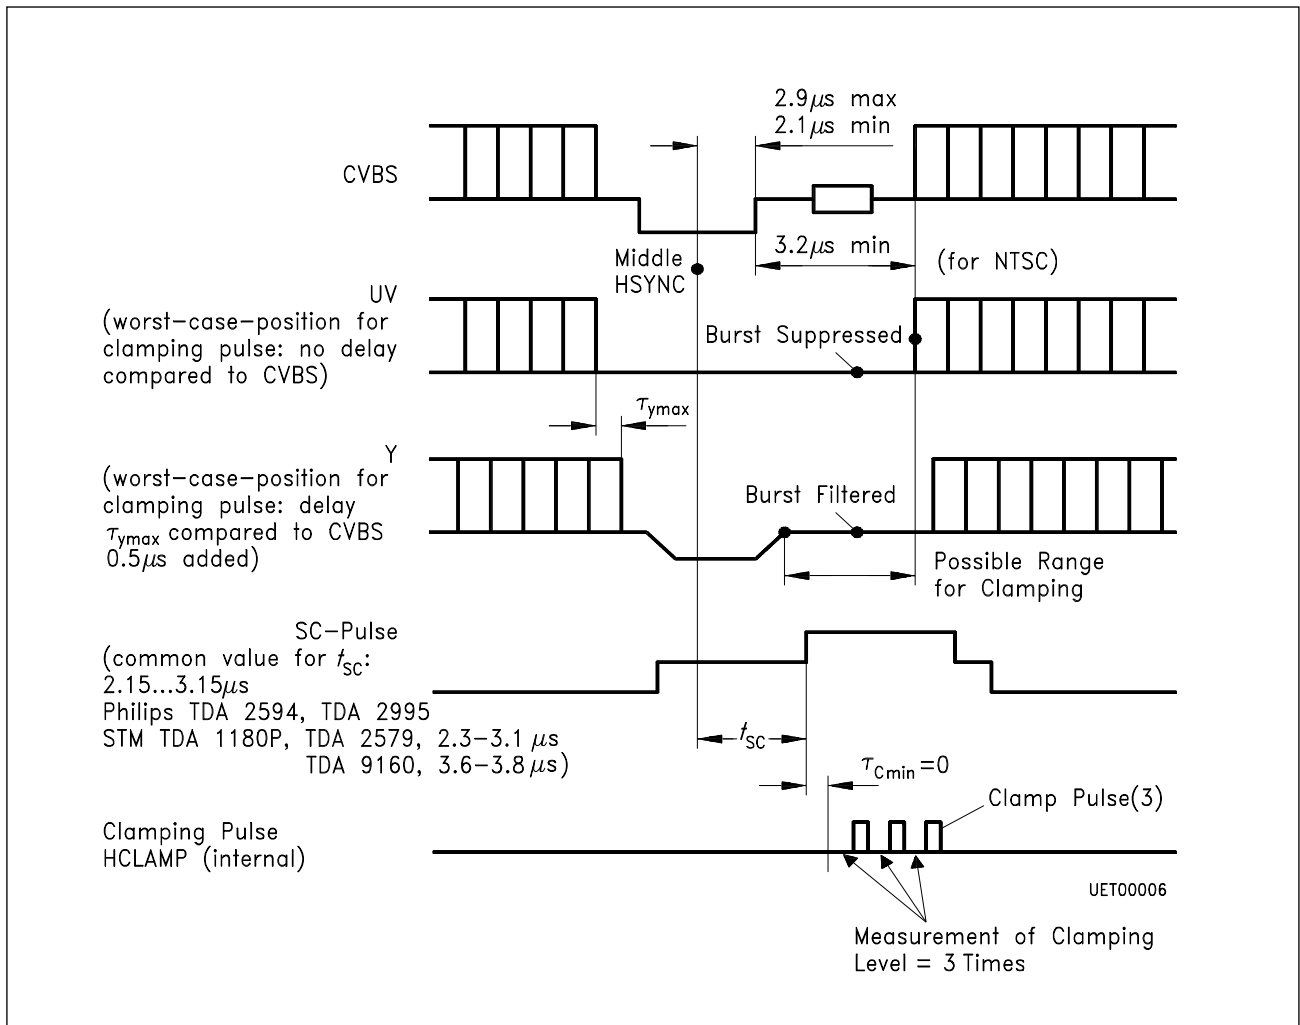 2.9μs max
2.1μs min
CVBS
3.2μs min
(for NTSC)
Middle
HSYNC
UV
(worst-case-position for
clamping pulse: no delay
compared to CVBS)
Burst Suppressed
τymax
Y
(worst-case-position for
clamping pulse: delay
τymax compared to CVBS
0.5μs added)
Burst Filtered
Possible Range
for Clamping
SC-Pulse
(common value for tSC:
2.15...3.15μs
Philips TDA 2594, TDA 2995
STM TDA 1180P, TDA 2579, 2.3-3.1 μs
TDA 9160, 3.6-3.8μs)
tSC
τCmin=0
Clamp Pulse(3)
Clamping Pulse
HCLAMP (internal)
UET00006
Measurement of Clamping
Level = 3 Times